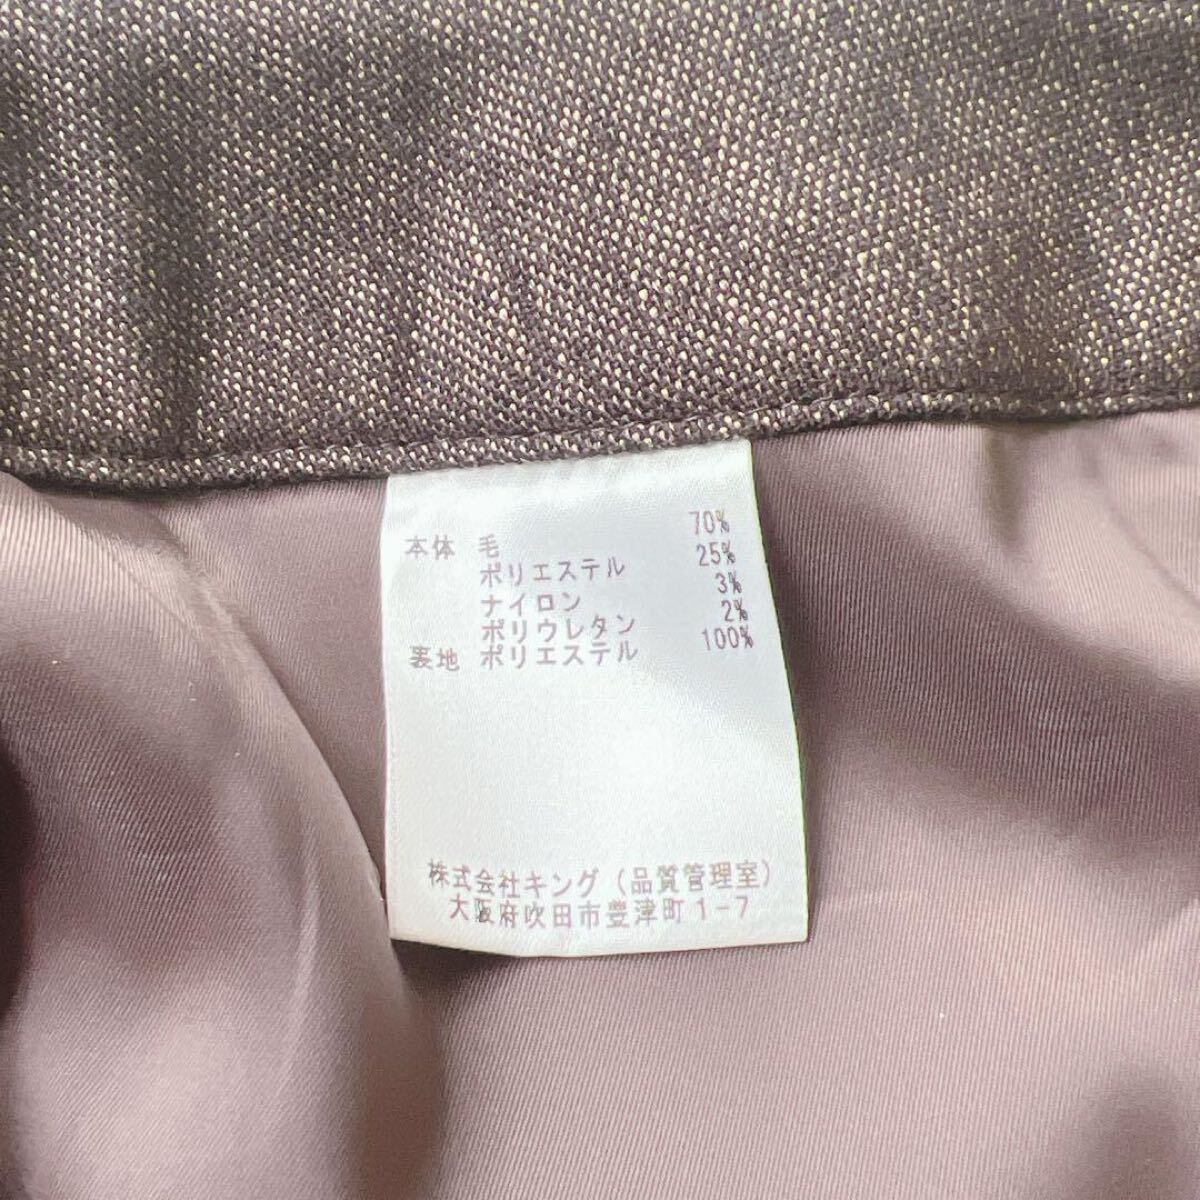 本体 毛 70%
ポリエステル 25%
ナイロン 3%
ポリウレタン 2%
裏地 ポリエステル 100%
株式会社キング（品質管理室）
大阪府吹田市豊津町1-7